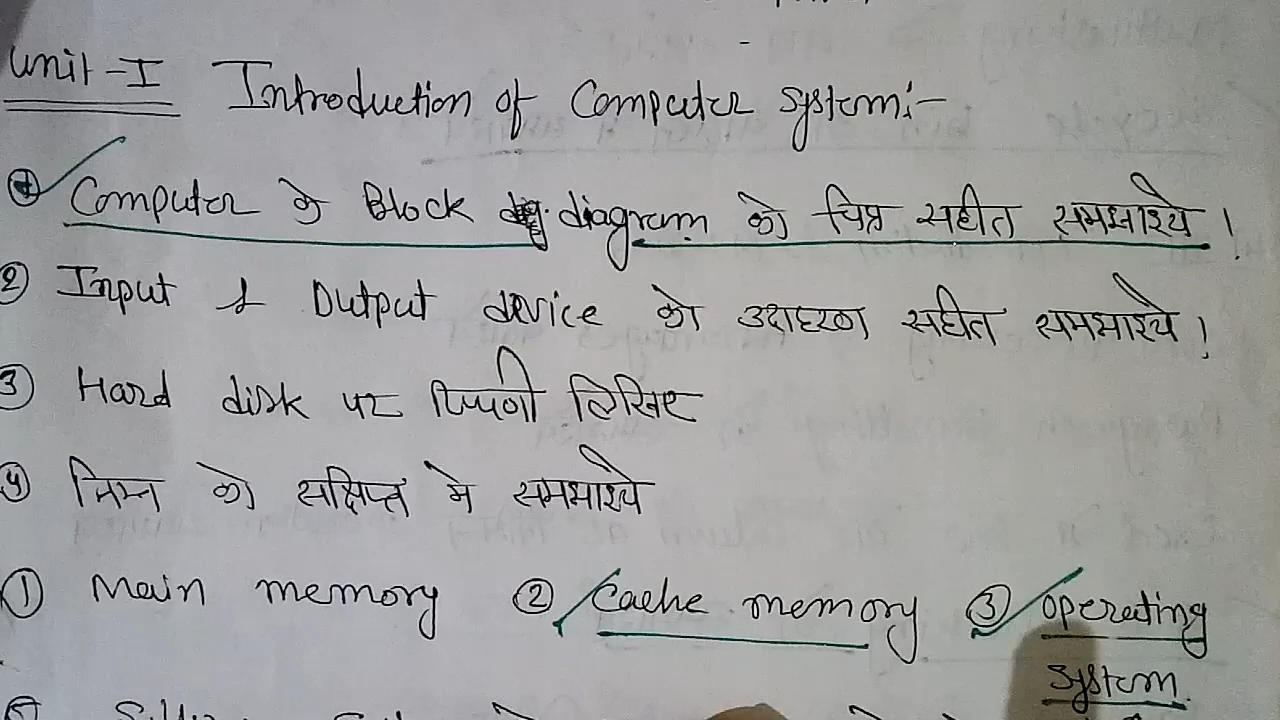 Unit-I Introduction of Computer System:-
Computer के Block diagram को चित्र सहीत समझाइये।
② Input & Output device को उदाहरण सहीत समझाइये।
③ Hard disk पर टिप्पणी लिखिए
④ निम्न को सक्षिप्त मे समझाइये
① Main memory ② Cache memory ③ Operating
System.